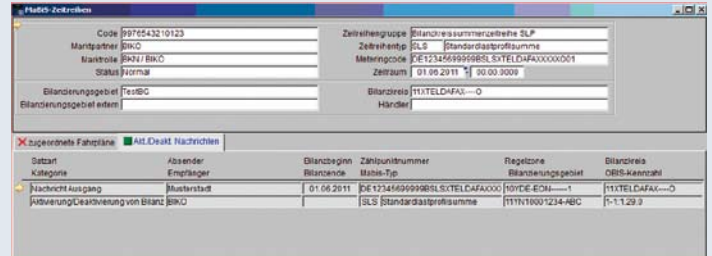 MaBiS-Zeitreihen
Code 9976543210123 Zeitreihengruppe Bilanzkreissummenzeitreihe SLP
Marktpartner BIKO Zeitreihentyp SLS Standardlastprofilsumme
Marktrolle BKN / BIKO Meteringcode DE12345699999BSLSXTELDAFAXXXXXO01
Status Normal Zeitraum 01.06.2011 00.00.0000
Bilanzierungsgebiet TestBG Bilanzkreis 11XTELDAFAX----O
Bilanzierungsgebiet extern Händler
zugeordnete Fahrpläne Akt./Deakt. Nachrichten
Satzart Absender Bilanzbeginn Zählpunktnummer Regelzone Bilanzkreis
Kategorie Empfänger Bilanzende Mabis-Typ Bilanzierungsgebiet OBIS-Kennzahl
Nachricht Ausgang Musterstadt 01.06.2011 DE12345699999BSLSXTELDAFAXXXX 10YDE-EON------1 11XTELDAFAX----O
Aktivierung/Deaktivierung von Bilanz BIKO SLS Standardlastprofilsumme 11YN10001234-ABC 1-1:1.29.0